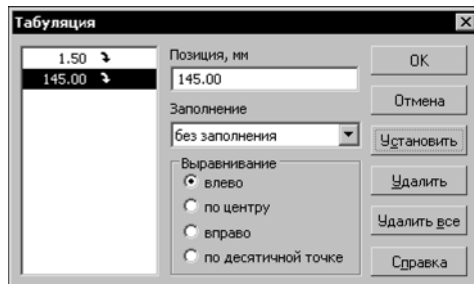 Табуляция
1.50
145.00
Позиция, мм
145.00
Заполнение
без заполнения
Выравнивание
влево
по центру
вправо
по десятичной точке
OK
Отмена
Установить
Удалить
Удалить все
Справка